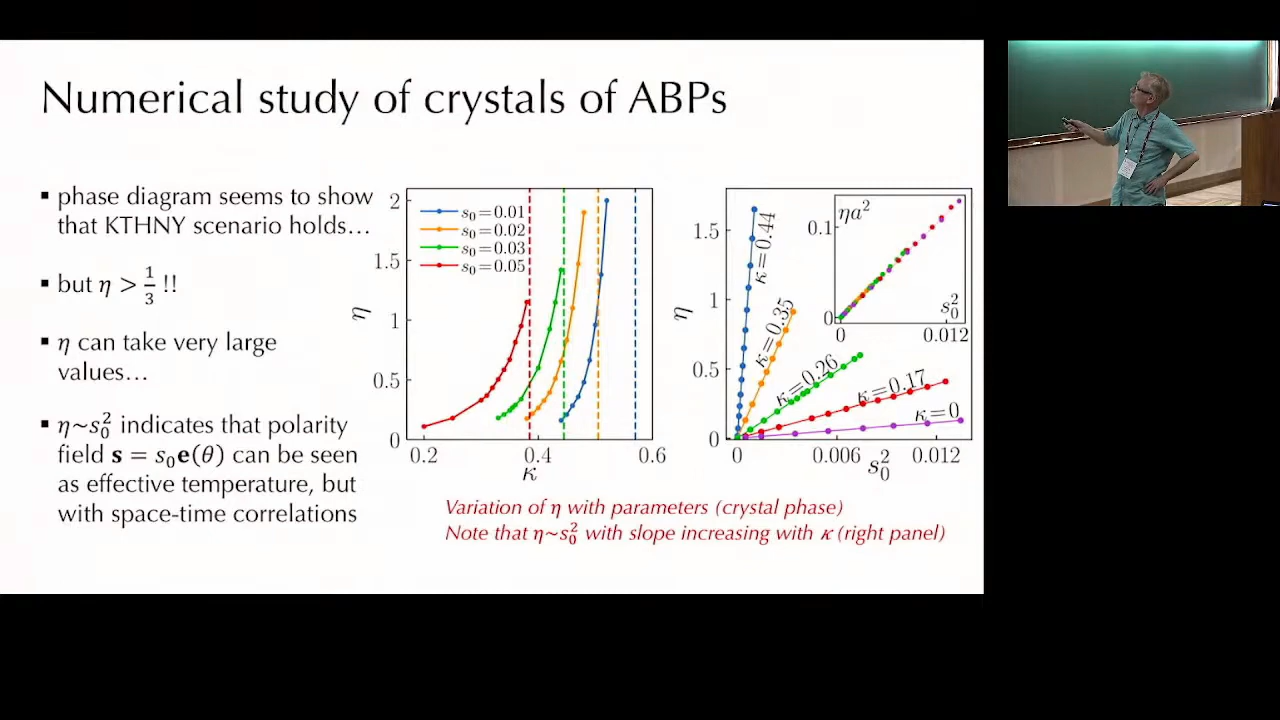 Numerical study of crystals of ABPs
▪ phase diagram seems to show
that KTHNY scenario holds…
▪ but η > 1/3 !!
▪ η can take very large
values…
▪ η~s₀² indicates that polarity
field s = s₀e(θ) can be seen
as effective temperature, but
with space-time correlations
2
1.5
1
0.5
0
η
s₀=0.01
s₀=0.02
s₀=0.03
s₀=0.05
0.2
0.4
0.6
κ
1.5
1
0.5
0
η
κ=0.44
κ=0.35
κ=0.26
κ=0.17
κ=0
0
0.006
0.012
s₀²
ηa²
0.1
0
0
0.012
s₀²
Variation of η with parameters (crystal phase)
Note that η~s₀² with slope increasing with κ (right panel)